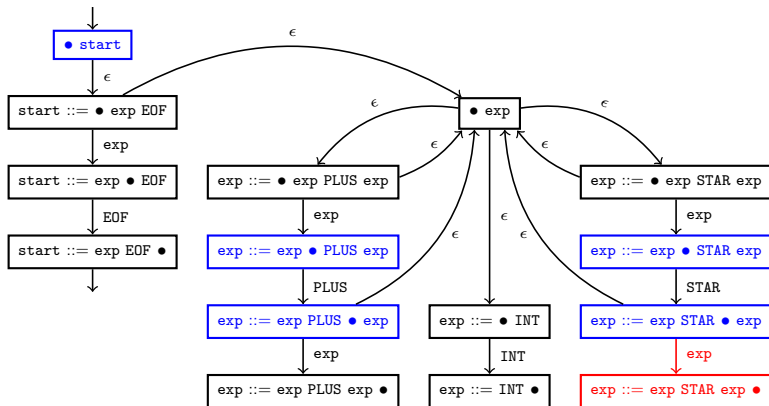 ● start
ϵ
ϵ
start ::= ● exp EOF
● exp
ϵ
ϵ
exp
ϵ
ϵ
start ::= exp ● EOF
exp ::= ● exp PLUS exp
exp ::= ● exp STAR exp
EOF
exp
ϵ
exp
ϵ
ϵ
ϵ
start ::= exp EOF ●
exp ::= exp ● PLUS exp
exp ::= exp ● STAR exp
PLUS
STAR
exp ::= exp PLUS ● exp
exp ::= ● INT
exp ::= exp STAR ● exp
exp
INT
exp
exp ::= exp PLUS exp ●
exp ::= INT ●
exp ::= exp STAR exp ●